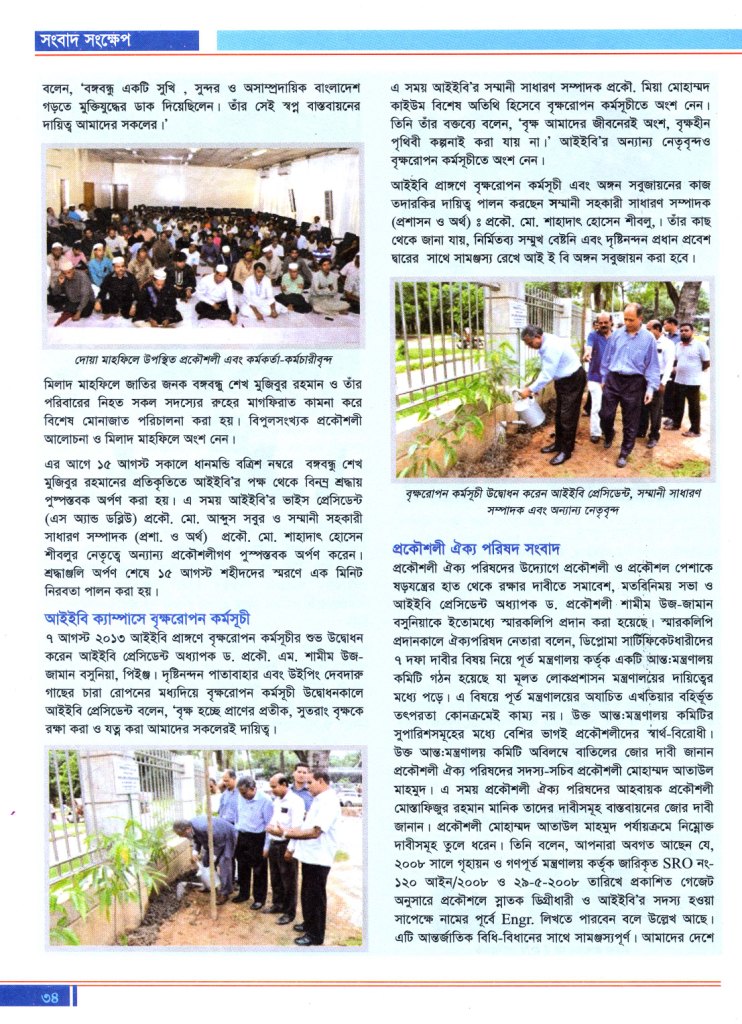 সংবাদ সংক্ষেপ
বলেন, ‘বঙ্গবন্ধু একটি সুখি , সুন্দর ও অসাম্প্রদায়িক বাংলাদেশ
গড়তে মুক্তিযুদ্ধের ডাক দিয়েছিলেন। তাঁর সেই স্বপ্ন বাস্তবায়নের
দায়িত্ব আমাদের সকলের।’
দোয়া মাহফিলে উপস্থিত প্রকৌশলী এবং কর্মকর্তা-কর্মচারীবৃন্দ
মিলাদ মাহফিলে জাতির জনক বঙ্গবন্ধু শেখ মুজিবুর রহমান ও তাঁর
পরিবারের নিহত সকল সদস্যের রুহের মাগফিরাত কামনা করে
বিশেষ মোনাজাত পরিচালনা করা হয়। বিপুলসংখ্যক প্রকৌশলী
আলোচনা ও মিলাদ মাহফিলে অংশ নেন।
এর আগে ১৫ আগস্ট সকালে ধানমন্ডি বত্রিশ নম্বরে বঙ্গবন্ধু শেখ
মুজিবুর রহমানের প্রতিকৃতিতে আইইবি’র পক্ষ থেকে বিনম্র শ্রদ্ধায়
পুষ্পস্তবক অর্পণ করা হয়। এ সময় আইইবি’র ভাইস প্রেসিডেন্ট
(এস অ্যান্ড ডব্লিউ) প্রকৌ. মো. আব্দুস সবুর ও সম্মানী সহকারী
সাধারণ সম্পাদক (প্রশা. ও অর্থ) প্রকৌ. মো. শাহাদাৎ হোসেন
শীবলুর নেতৃত্বে অন্যান্য প্রকৌশলীগণ পুষ্পস্তবক অর্পণ করেন।
শ্রদ্ধাঞ্জলি অর্পণ শেষে ১৫ আগস্ট শহীদদের স্মরণে এক মিনিট
নিরবতা পালন করা হয়।
আইইবি ক্যাম্পাসে বৃক্ষরোপন কর্মসূচী
৭ আগস্ট ২০১৩ আইইবি প্রাঙ্গণে বৃক্ষরোপন কর্মসূচীর শুভ উদ্বোধন
করেন আইইবি প্রেসিডেন্ট অধ্যাপক ড. প্রকৌ. এম. শামীম উজ-
জামান বসুনিয়া, পিইঞ্জ। দৃষ্টিনন্দন পাতাবাহার এবং উইপিং দেবদারু
গাছের চারা রোপনের মধ্যদিয়ে বৃক্ষরোপন কর্মসূচী উদ্বোধনকালে
আইইবি প্রেসিডেন্ট বলেন, ‘বৃক্ষ হচ্ছে প্রাণের প্রতীক, সুতরাং বৃক্ষকে
রক্ষা করা ও যত্ন করা আমাদের সকলেরই দায়িত্ব।
এ সময় আইইবি’র সম্মানী সাধারণ সম্পাদক প্রকৌ. মিয়া মোহাম্মদ
কাইউম বিশেষ অতিথি হিসেবে বৃক্ষরোপন কর্মসূচীতে অংশ নেন।
তিনি তাঁর বক্তব্যে বলেন, ‘বৃক্ষ আমাদের জীবনেরই অংশ, বৃক্ষহীন
পৃথিবী কল্পনাই করা যায় না।’ আইইবি’র অন্যান্য নেতৃবৃন্দও
বৃক্ষরোপন কর্মসূচীতে অংশ নেন।
আইইবি প্রাঙ্গণে বৃক্ষরোপন কর্মসূচী এবং অঙ্গন সবুজায়নের কাজ
তদারকির দায়িত্ব পালন করছেন সম্মানী সহকারী সাধারণ সম্পাদক
(প্রশাসন ও অর্থ) ঃ প্রকৌ. মো. শাহাদাৎ হোসেন শীবলু,। তাঁর কাছ
থেকে জানা যায়, নির্মিতব্য সম্মুখ বেষ্টনি এবং দৃষ্টিনন্দন প্রধান প্রবেশ
দ্বারের সাথে সামঞ্জস্য রেখে আই ই বি অঙ্গন সবুজায়ন করা হবে।
বৃক্ষরোপন কর্মসূচী উদ্বোধন করেন আইইবি প্রেসিডেন্ট, সম্মানী সাধারণ
সম্পাদক এবং অন্যান্য নেতৃবৃন্দ
প্রকৌশলী ঐক্য পরিষদ সংবাদ
প্রকৌশলী ঐক্য পরিষদের উদ্যোগে প্রকৌশলী ও প্রকৌশল পেশাকে
ষড়যন্ত্রের হাত থেকে রক্ষার দাবীতে সমাবেশ, মতবিনিময় সভা ও
আইইবি প্রেসিডেন্ট অধ্যাপক ড. প্রকৌশলী শামীম উজ-জামান
বসুনিয়াকে ইতোমধ্যে স্মারকলিপি প্রদান করা হয়েছে। স্মারকলিপি
প্রদানকালে ঐক্যপরিষদ নেতারা বলেন, ডিপ্লোমা সার্টিফিকেটধারীদের
৭ দফা দাবীর বিষয় নিয়ে পূর্ত মন্ত্রণালয় কর্তৃক একটি আন্ত:মন্ত্রণালয়
কমিটি গঠন হয়েছে যা মূলত লোকপ্রশাসন মন্ত্রণালয়ের দায়িত্বের
মধ্যে পড়ে। এ বিষয়ে পূর্ত মন্ত্রণালয়ের অযাচিত এখতিয়ার বহির্ভূত
তৎপরতা কোনক্রমেই কাম্য নয়। উক্ত আন্ত:মন্ত্রণালয় কমিটির
সুপারিশসমূহের মধ্যে বেশির ভাগই প্রকৌশলীদের স্বার্থ-বিরোধী।
উক্ত আন্ত:মন্ত্রণালয় কমিটি অবিলম্বে বাতিলের জোর দাবী জানান
প্রকৌশলী ঐক্য পরিষদের সদস্য-সচিব প্রকৌশলী মোহাম্মদ আতাউল
মাহমুদ। এ সময় প্রকৌশলী ঐক্য পরিষদের আহবায়ক প্রকৌশলী
মোস্তাফিজুর রহমান মানিক তাদের দাবীসমূহ বাস্তবায়নের জোর দাবী
জানান। প্রকৌশলী মোহাম্মদ আতাউল মাহমুদ পর্যায়ক্রমে নিম্নোক্ত
দাবীসমূহ তুলে ধরেন। তিনি বলেন, আপনারা অবগত আছেন যে,
২০০৮ সালে গৃহায়ন ও গণপূর্ত মন্ত্রণালয় কর্তৃক জারিকৃত SRO নং-
১২০ আইন/২০০৮ ও ২৯-৫-২০০৮ তারিখে প্রকাশিত গেজেট
অনুসারে প্রকৌশলে স্নাতক ডিগ্রীধারী ও আইইবি’র সদস্য হওয়া
সাপেক্ষে নামের পূর্বে Engr. লিখতে পারবেন বলে উল্লেখ আছে।
এটি আন্তর্জাতিক বিধি-বিধানের সাথে সামঞ্জস্যপূর্ণ। আমাদের দেশে
৩৪